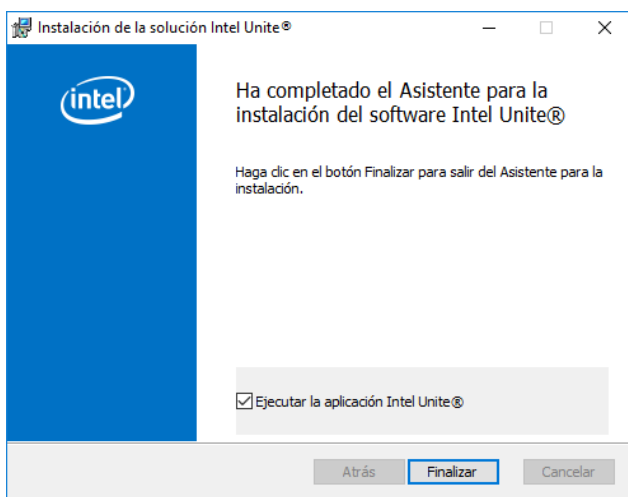 Instalación de la solución Intel Unite®
intel
Ha completado el Asistente para la
instalación del software Intel Unite®
Haga clic en el botón Finalizar para salir del Asistente para la
instalación.
Ejecutar la aplicación Intel Unite®
Atrás Finalizar Cancelar